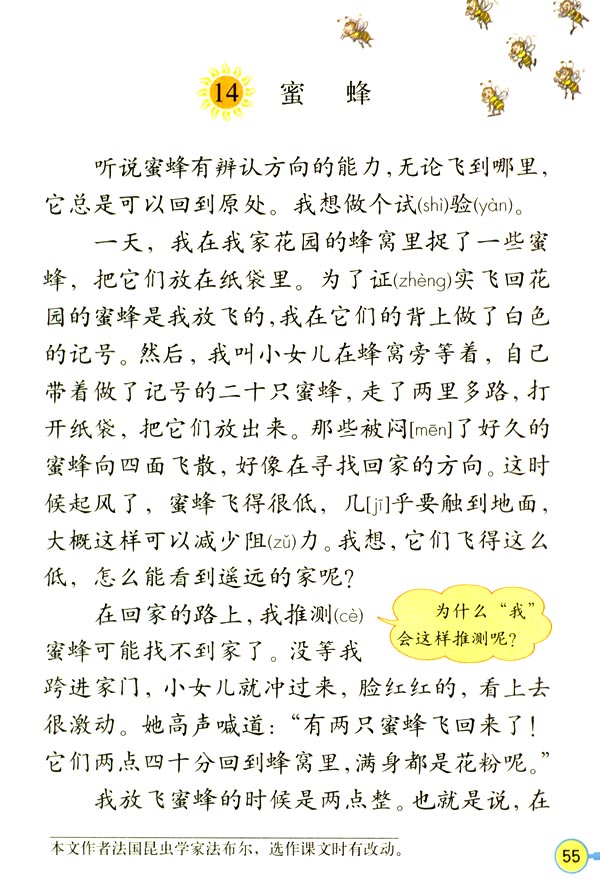 14 蜜 蜂
听说蜜蜂有辨认方向的能力，无论飞到哪里，
它总是可以回到原处。我想做个试(shì)验(yàn)。
一天，我在我家花园的蜂窝里捉了一些蜜
蜂，把它们放在纸袋里。为了证(zhèng)实飞回花
园的蜜蜂是我放飞的，我在它们的背上做了白色
的记号。然后，我叫小女儿在蜂窝旁等着，自己
带着做了记号的二十只蜜蜂，走了两里多路，打
开纸袋，把它们放出来。那些被闷[mēn]了好久的
蜜蜂向四面飞散，好像在寻找回家的方向。这时
候起风了，蜜蜂飞得很低，几[jī]乎要触到地面，
大概这样可以减少阻(zǔ)力。我想，它们飞得这么
低，怎么能看到遥远的家呢？
在回家的路上，我推测(cè)
蜜蜂可能找不到家了。没等我
跨进家门，小女儿就冲过来，脸红红的，看上去
很激动。她高声喊道：“有两只蜜蜂飞回来了！
它们两点四十分回到蜂窝里，满身都是花粉呢。”
我放飞蜜蜂的时候是两点整。也就是说，在
为什么“我”
会这样推测呢？
本文作者法国昆虫学家法布尔，选作课文时有改动。
55